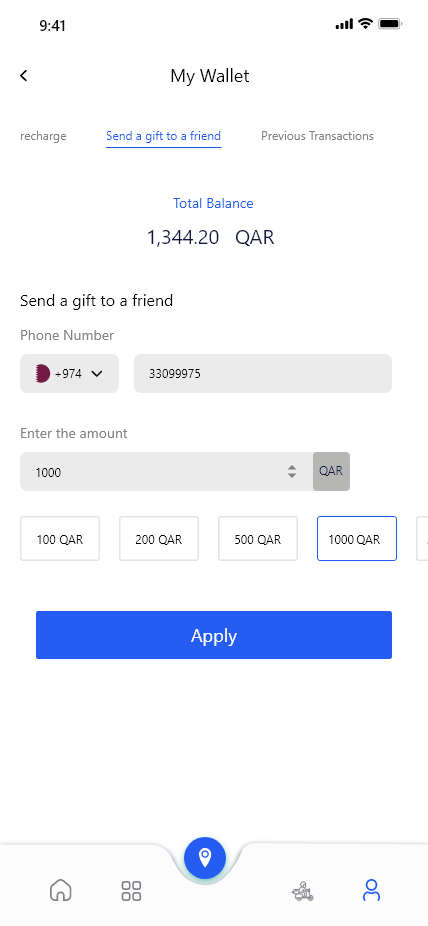 9:41
My Wallet
recharge Send a gift to a friend Previous Transactions
Total Balance
1,344.20 QAR
Send a gift to a friend
Phone Number
+974 33099975
Enter the amount
1000 QAR
100 QAR 200 QAR 500 QAR 1000 QAR
Apply